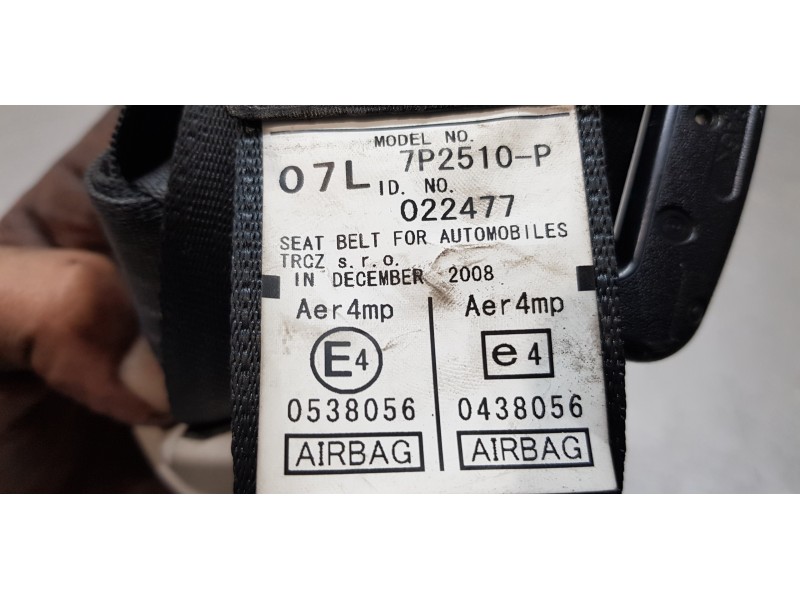 MODEL NO.
07L 7P2510-P
ID. NO.
022477
SEAT BELT FOR AUTOMOBILES
TRCZ s.r.o.
IN DECEMBER 2008
Aer4mp Aer4mp
E4 e4
0538056 0438056
AIRBAG AIRBAG